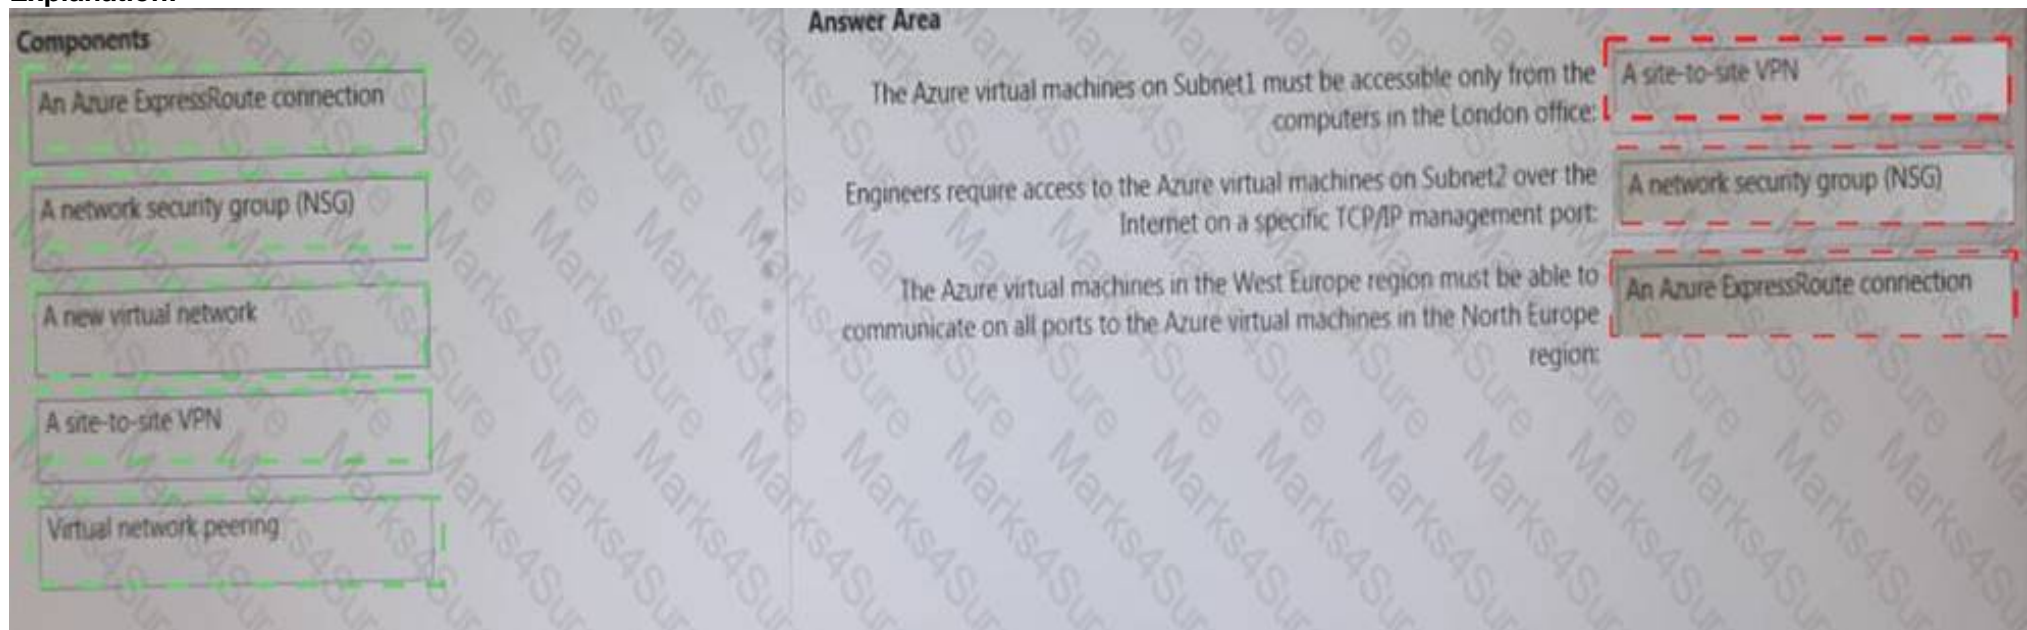 Explanation:
Components
An Azure ExpressRoute connection
A network security group (NSG)
A new virtual network
A site-to-site VPN
Virtual network peering
Answer Area
The Azure virtual machines on Subnet1 must be accessible only from the
computers in the London office:
A site-to-site VPN
Engineers require access to the Azure virtual machines on Subnet2 over the
Internet on a specific TCP/IP management port:
A network security group (NSG)
The Azure virtual machines in the West Europe region must be able to
communicate on all ports to the Azure virtual machines in the North Europe
region:
An Azure ExpressRoute connection
Marks4Sure